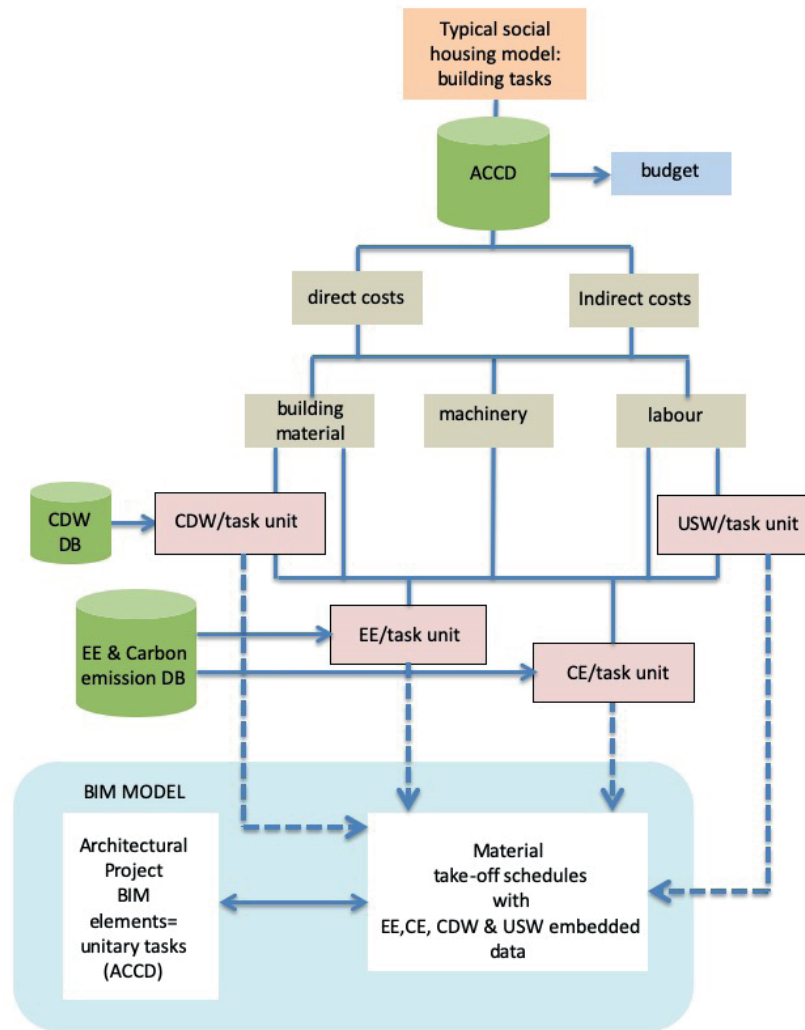 Typical social
housing model:
building tasks
ACCD
budget
direct costs
Indirect costs
building
material
machinery
labour
CDW
DB
CDW/task unit
USW/task unit
EE & Carbon
emission DB
EE/task unit
CE/task unit
BIM MODEL
Architectural
Project
BIM
elements=
unitary tasks
(ACCD)
Material
take-off schedules
with
EE,CE, CDW & USW embedded
data